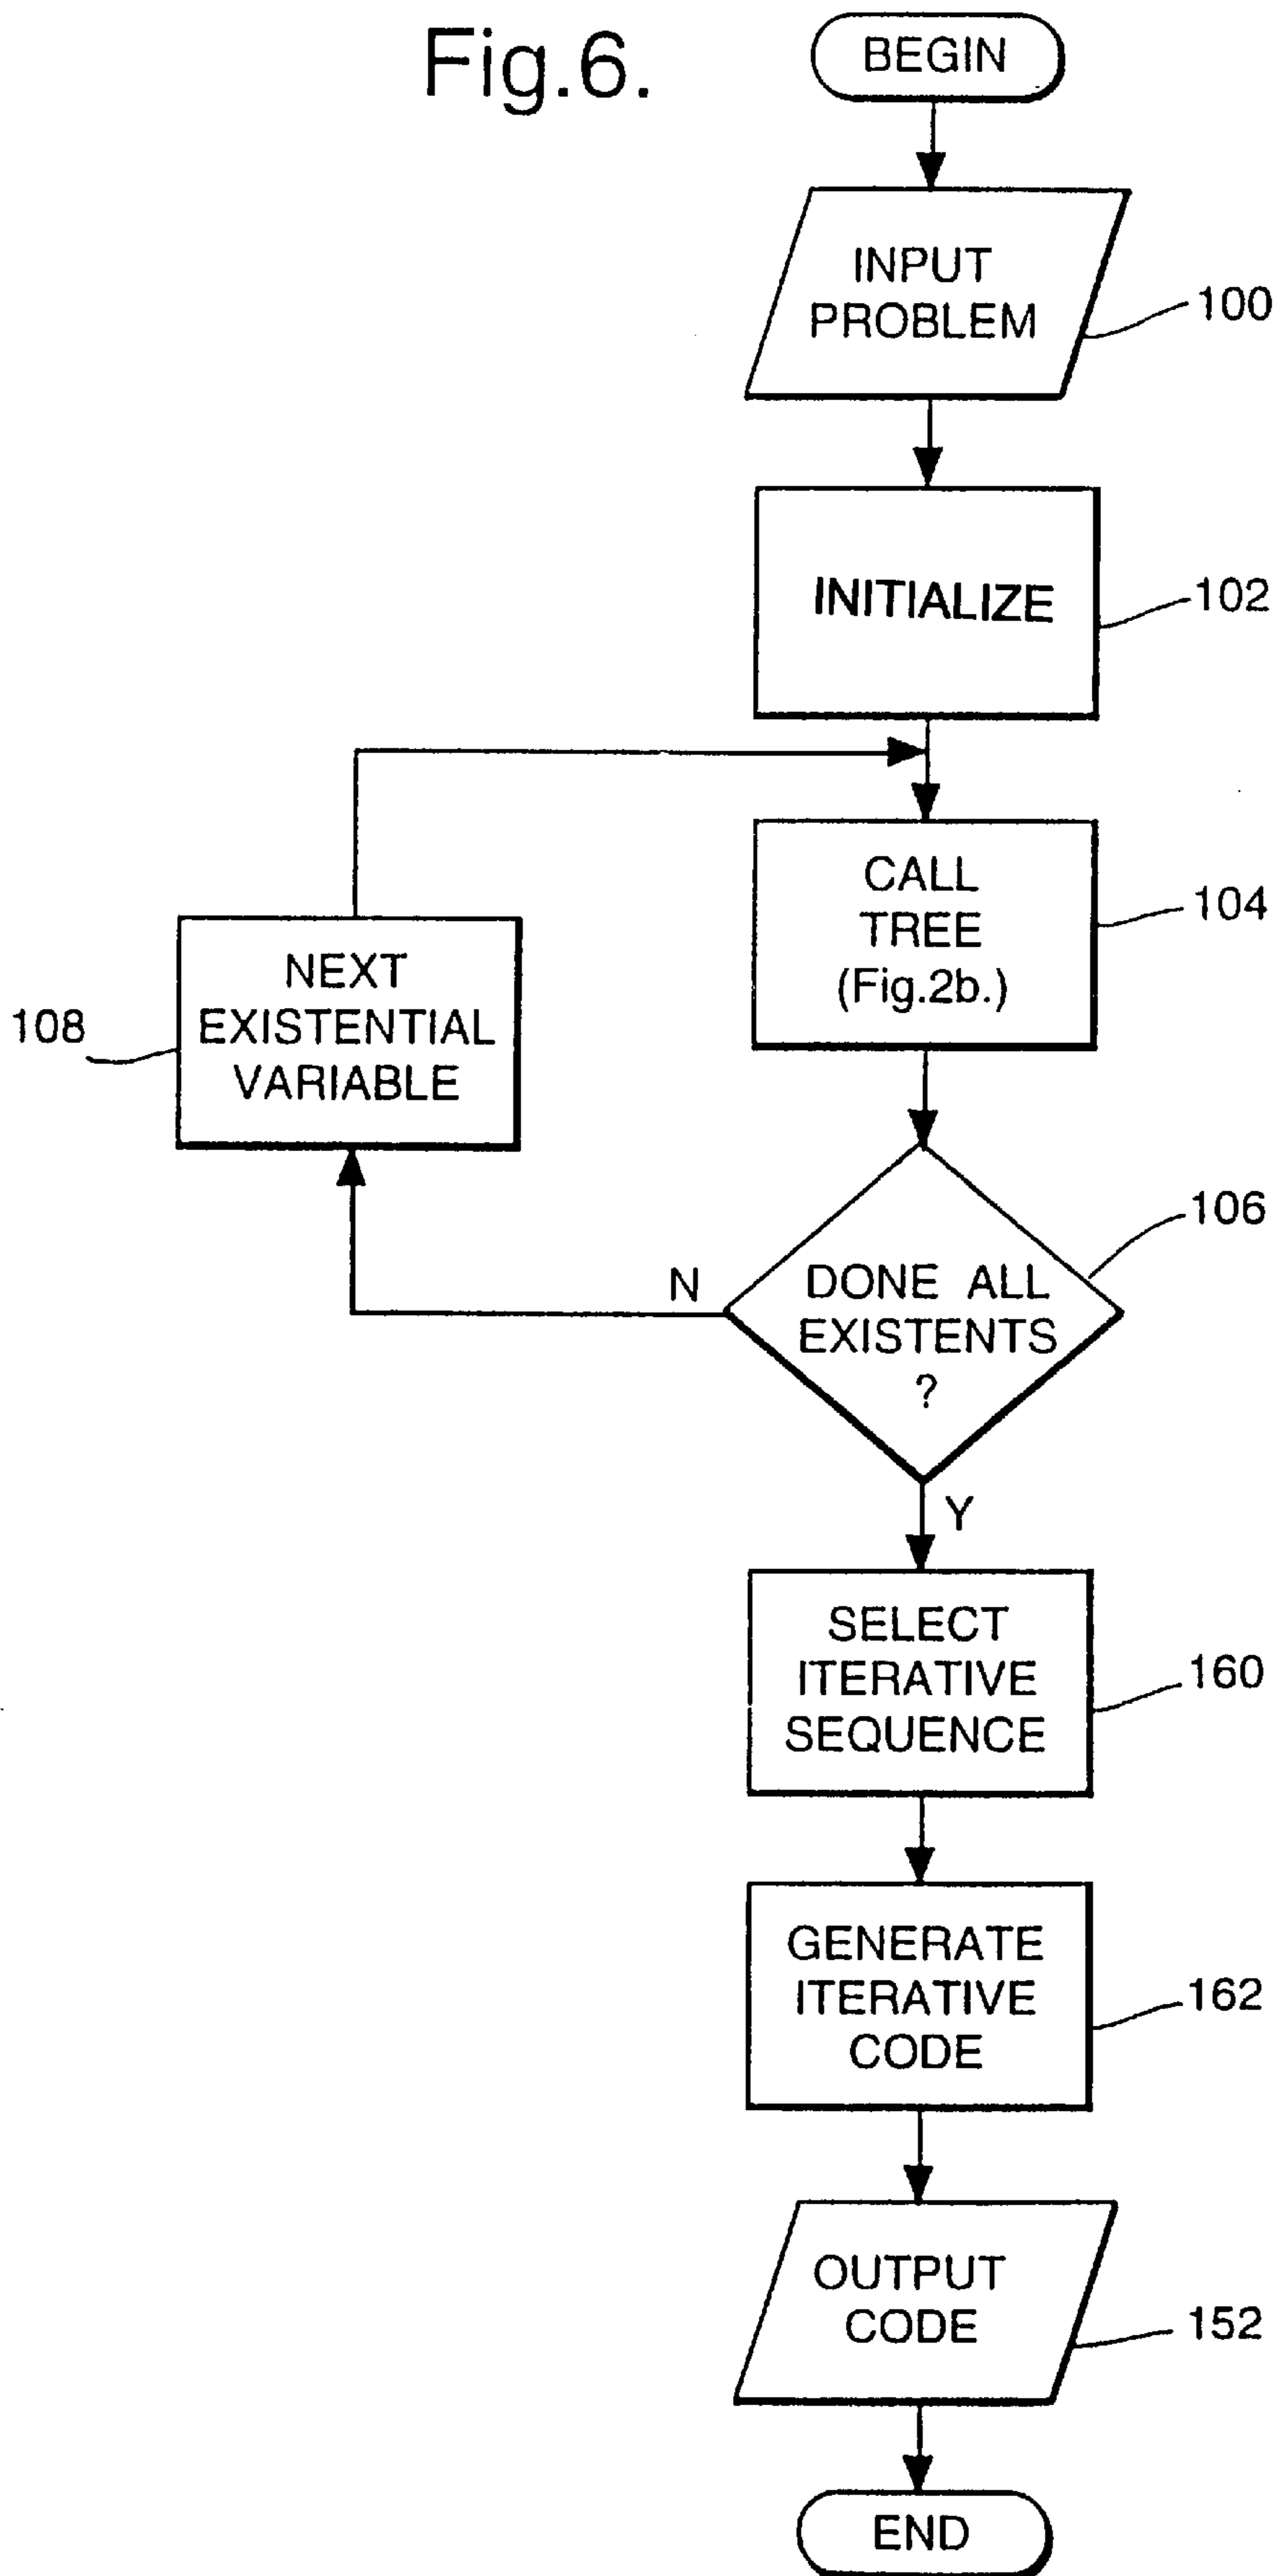 Fig.6.
BEGIN
INPUT
PROBLEM
100
INITIALIZE
102
CALL
TREE
(Fig.2b.)
104
NEXT
EXISTENTIAL
VARIABLE
108
DONE ALL
EXISTENTS
?
106
N
Y
SELECT
ITERATIVE
SEQUENCE
160
GENERATE
ITERATIVE
CODE
162
OUTPUT
CODE
152
END